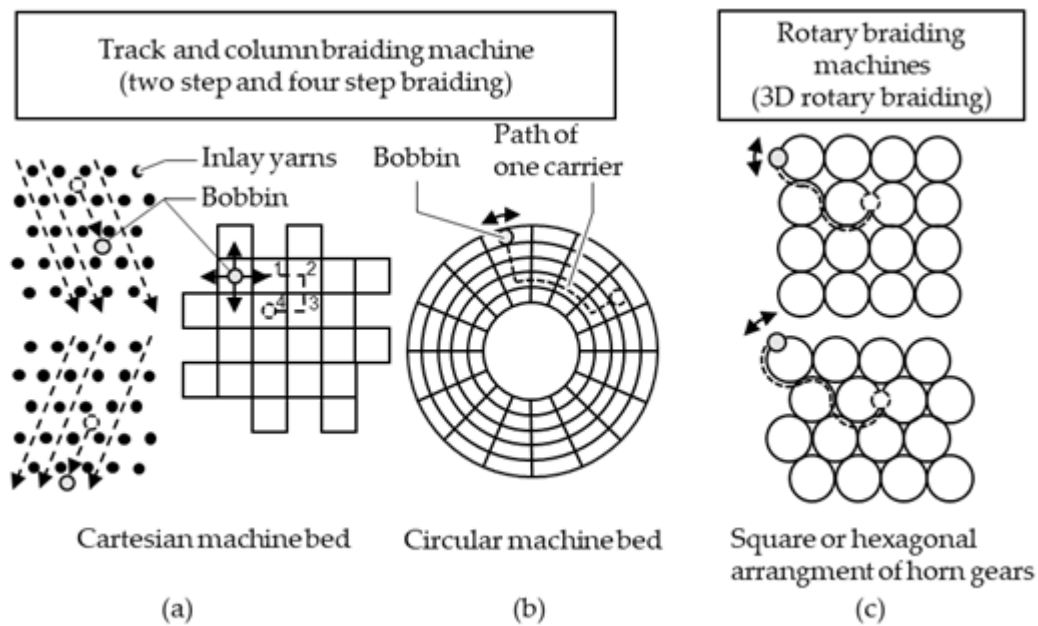 Track and column braiding machine
(two step and four step braiding)
Rotary braiding
machines
(3D rotary braiding)
Inlay yarns
Bobbin
1 2
4 3
Bobbin
Path of
one carrier
Cartesian machine bed
Circular machine bed
Square or hexagonal
arrangment of horn gears
(a)
(b)
(c)